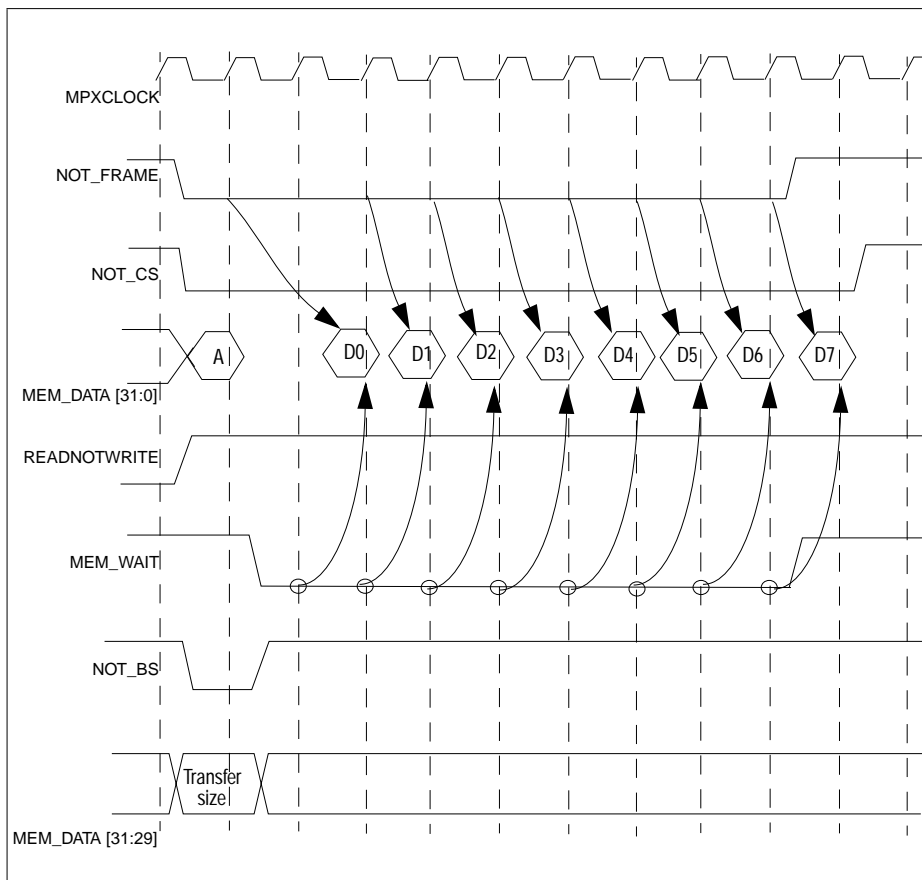 MPXCLOCK
NOT_FRAME
NOT_CS
A D0 D1 D2 D3 D4 D5 D6 D7
MEM_DATA [31:0]
READNOTWRITE
MEM_WAIT
NOT_BS
Transfer
size
MEM_DATA [31:29]